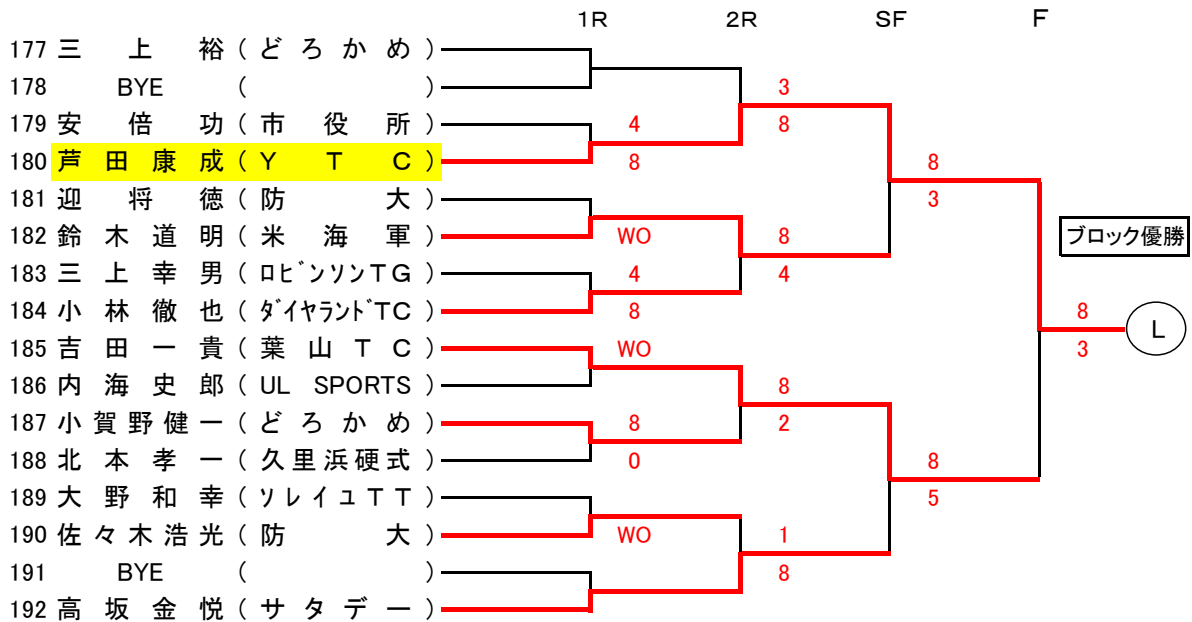 1R 2R SF F
177 三 上 裕 ( ど ろ か め )
178 BYE ( )
3
179 安 倍 功 ( 市 役 所 ) 4 8
180 芦 田 康 成 ( Y T C ) 8 8
181 迎 将 徳 ( 防 大 ) 3
182 鈴 木 道 明 ( 米 海 軍 ) WO 8 ブロック優勝
183 三 上 幸 男 ( ロビンソンTG ) 4 4
184 小 林 徹 也 ( ダイヤランドTC ) 8 8
L
185 吉 田 一 貴 ( 葉 山 T C ) WO 3
186 内 海 史 郎 ( UL SPORTS ) 8
187 小 賀 野 健 一 ( ど ろ か め ) 8 2
188 北 本 孝 一 ( 久 里 浜 硬 式 ) 0 8
189 大 野 和 幸 ( ソレイユTT ) 5
190 佐 々 木 浩 光 ( 防 大 ) WO 1
191 BYE ( ) 8
192 高 坂 金 悦 ( サ タ デ ー )